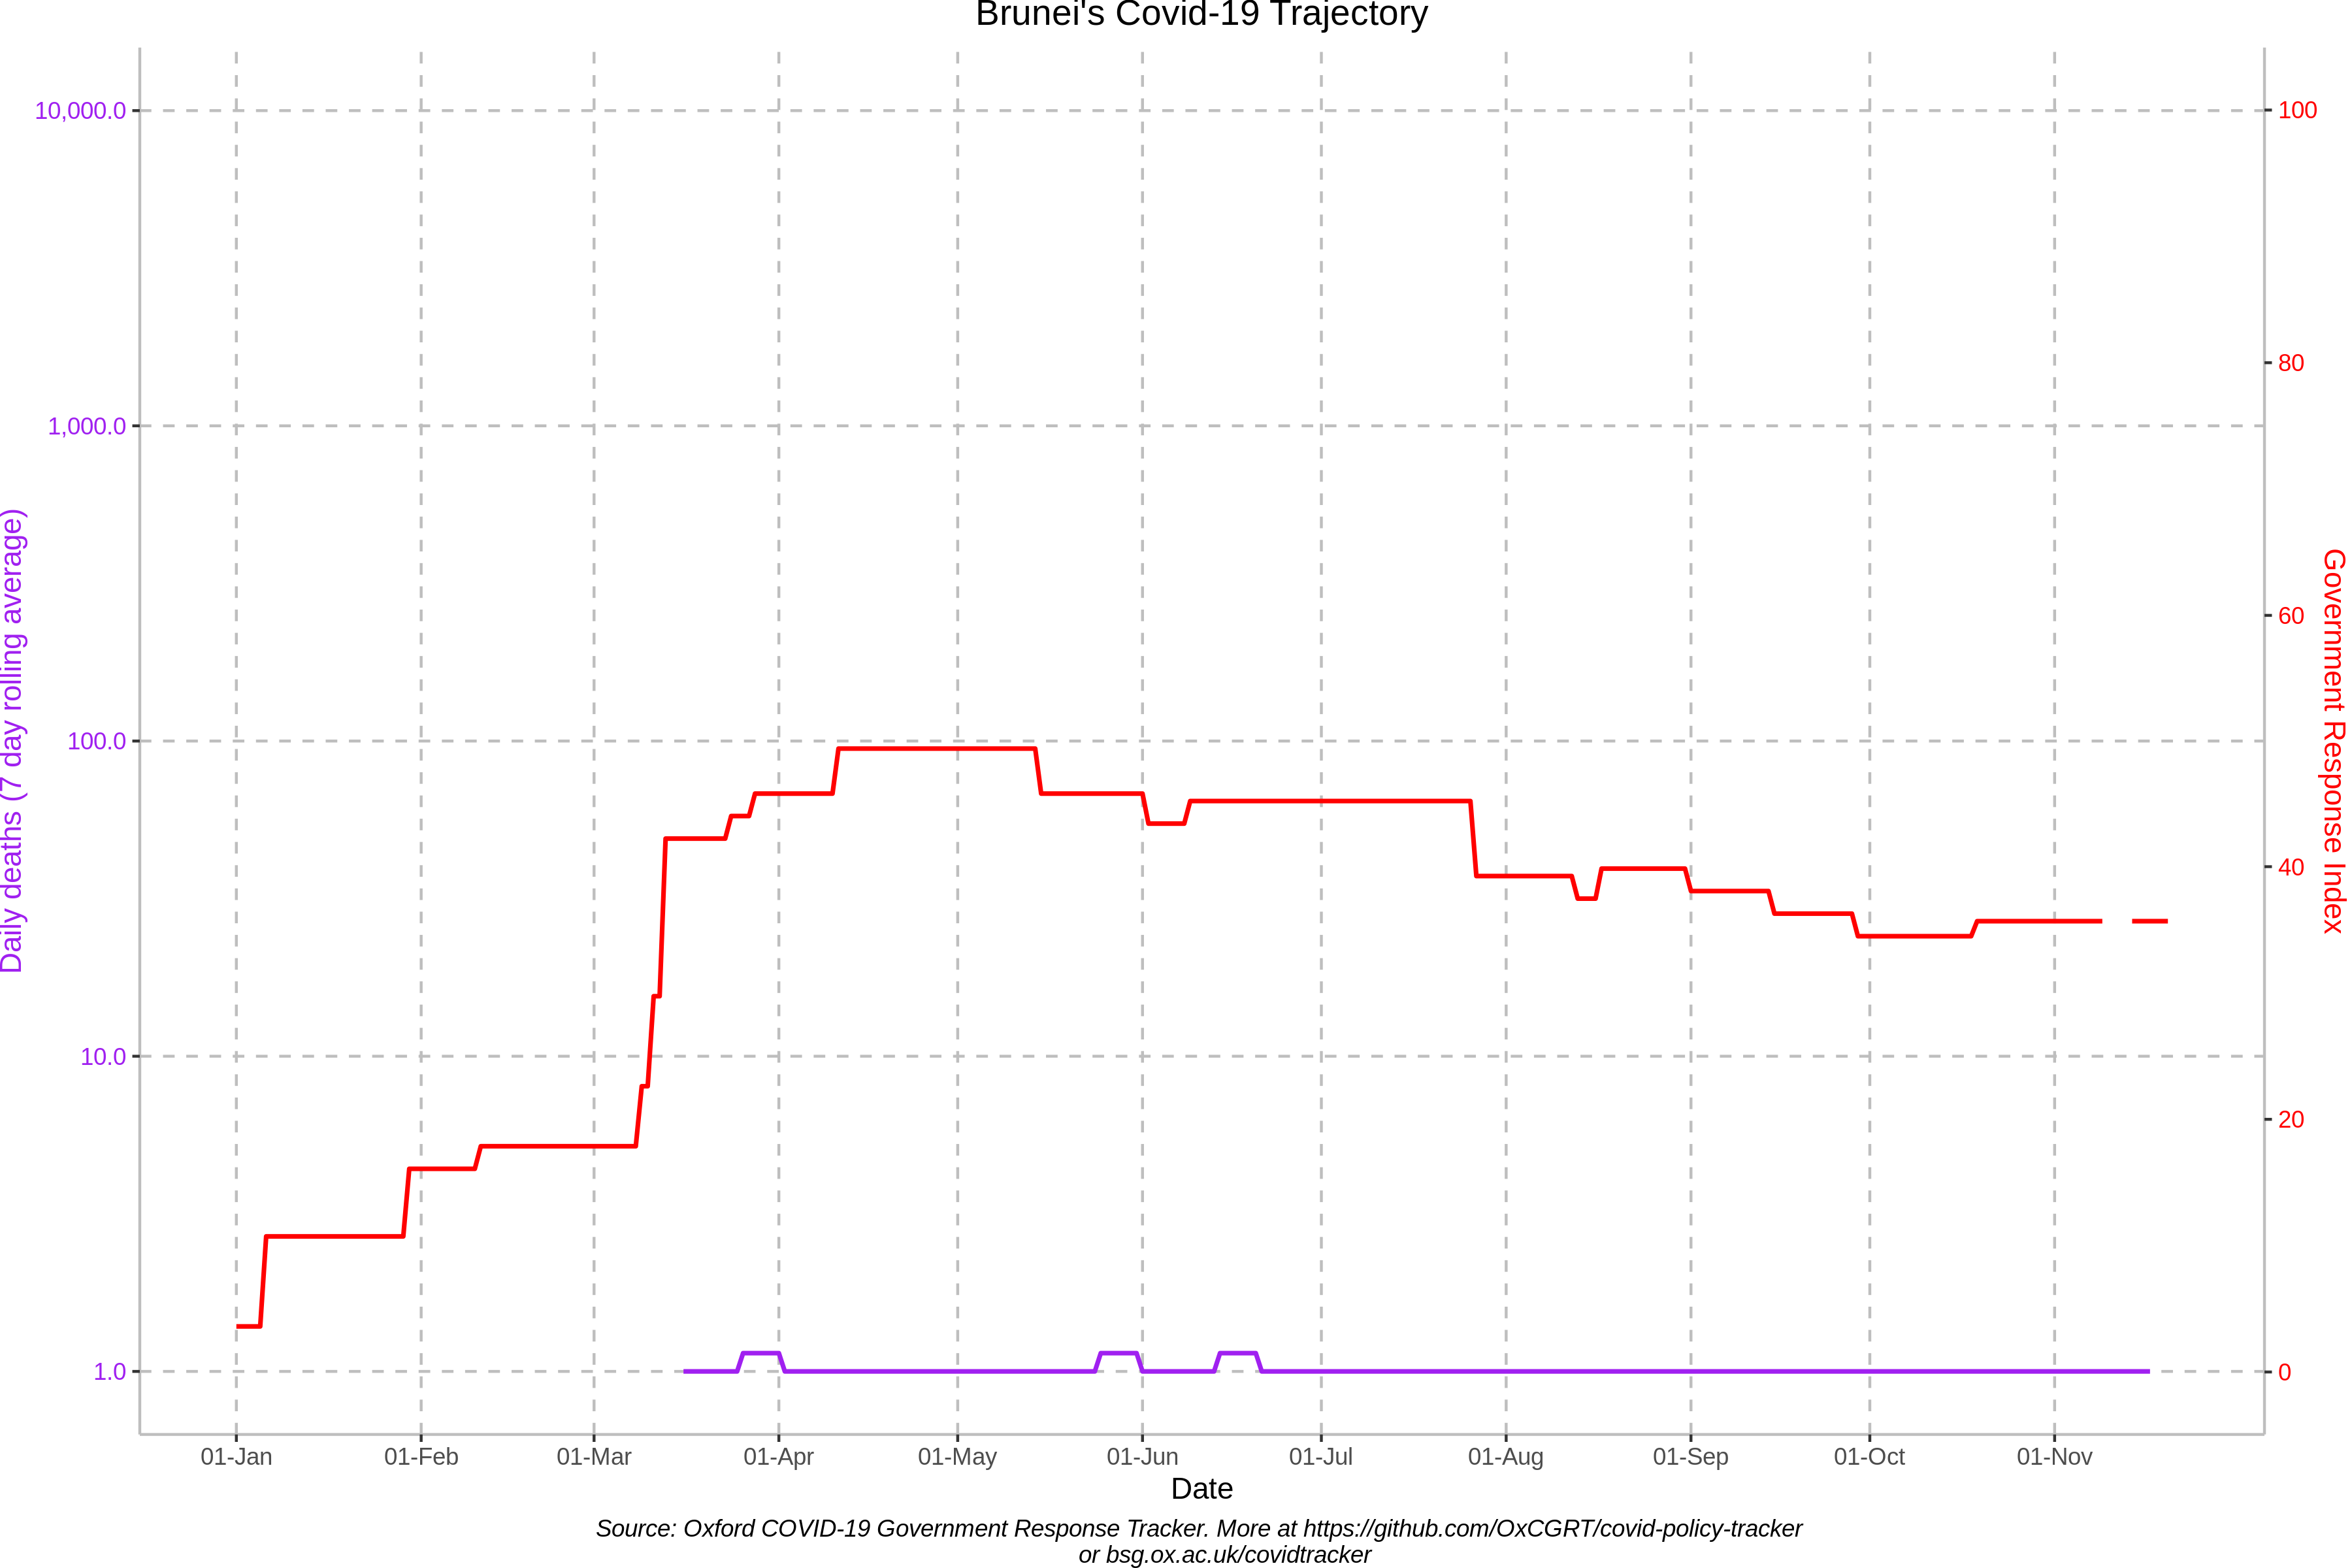 Brunei's Covid-19 Trajectory
10,000.0
1,000.0
100.0
10.0
1.0
Daily deaths (7 day rolling average)
100
80
60
40
20
0
Government Response Index
01-Jan 01-Feb 01-Mar 01-Apr 01-May 01-Jun 01-Jul 01-Aug 01-Sep 01-Oct 01-Nov
Date
Source: Oxford COVID-19 Government Response Tracker. More at https://github.com/OxCGRT/covid-policy-tracker
or bsg.ox.ac.uk/covidtracker